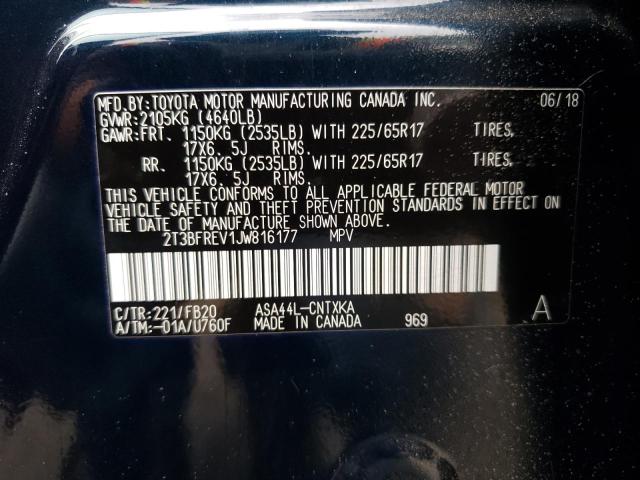 MFD.BY:TOYOTA MOTOR MANUFACTURING CANADA INC. 06/18
GVWR:2105KG (4640LB)
GAWR:FRT. 1150KG (2535LB) WITH 225/65R17 TIRES,
17X6. 5J RIMS.
RR. 1150KG (2535LB) WITH 225/65R17 TIRES,
17X6. 5J RIMS.
THIS VEHICLE CONFORMS TO ALL APPLICABLE FEDERAL MOTOR
VEHICLE SAFETY AND THEFT PREVENTION STANDARDS IN EFFECT ON
THE DATE OF MANUFACTURE SHOWN ABOVE.
2T3BFREV1JW816177 MPV
C/TR:221/FB20 ASA44L-CNTXKA A
A/TM:-01A/U760F MADE IN CANADA 969